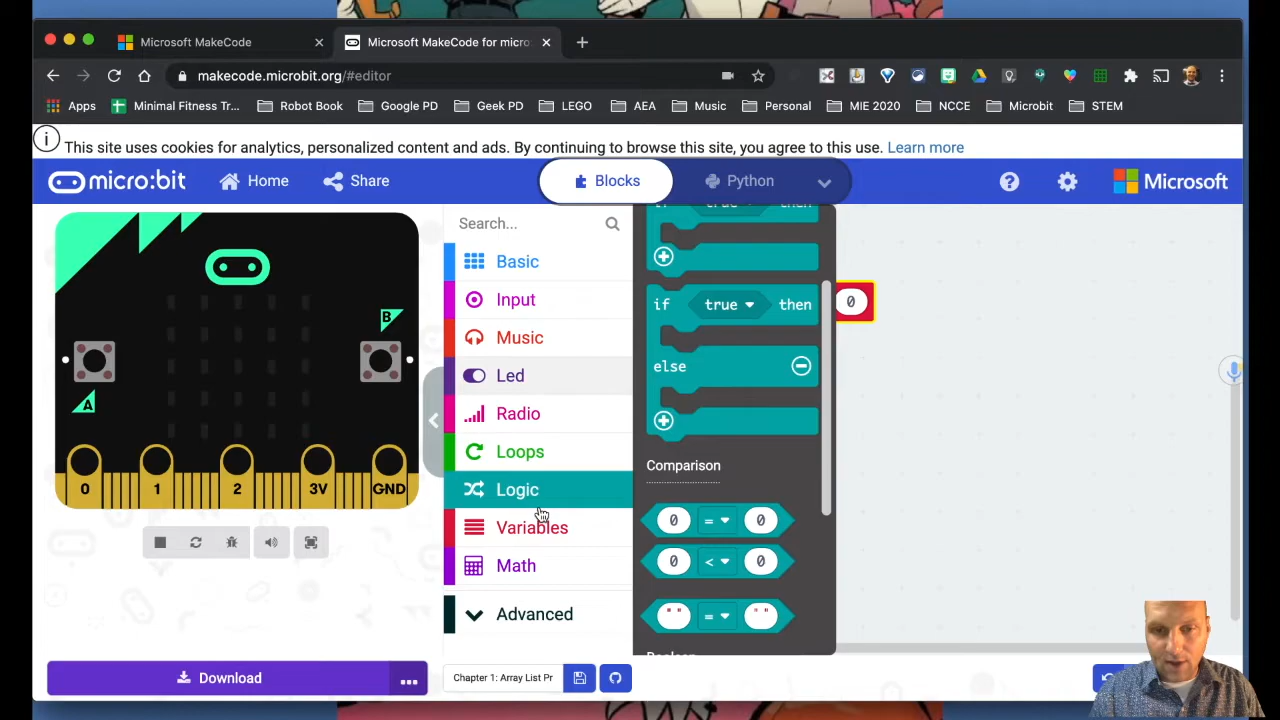 Microsoft MakeCode
Microsoft MakeCode for micro
makecode.microbit.org/#editor
Apps
Minimal Fitness Tr...
Robot Book
Google PD
Geek PD
LEGO
AEA
Music
Personal
MIE 2020
NCCE
Microbit
STEM
This site uses cookies for analytics, personalized content and ads. By continuing to browse this site, you agree to this use. Learn more
micro:bit
Home
Share
Blocks
Python
Microsoft
Search...
Basic
Input
Music
Led
Radio
Loops
Logic
Variables
Math
Advanced
if true then
if true then
else
Comparison
0 = 0
0 < 0
" " = " "
0
A
B
0 1 2 3V GND
Download
...
Chapter 1: Array List Pr